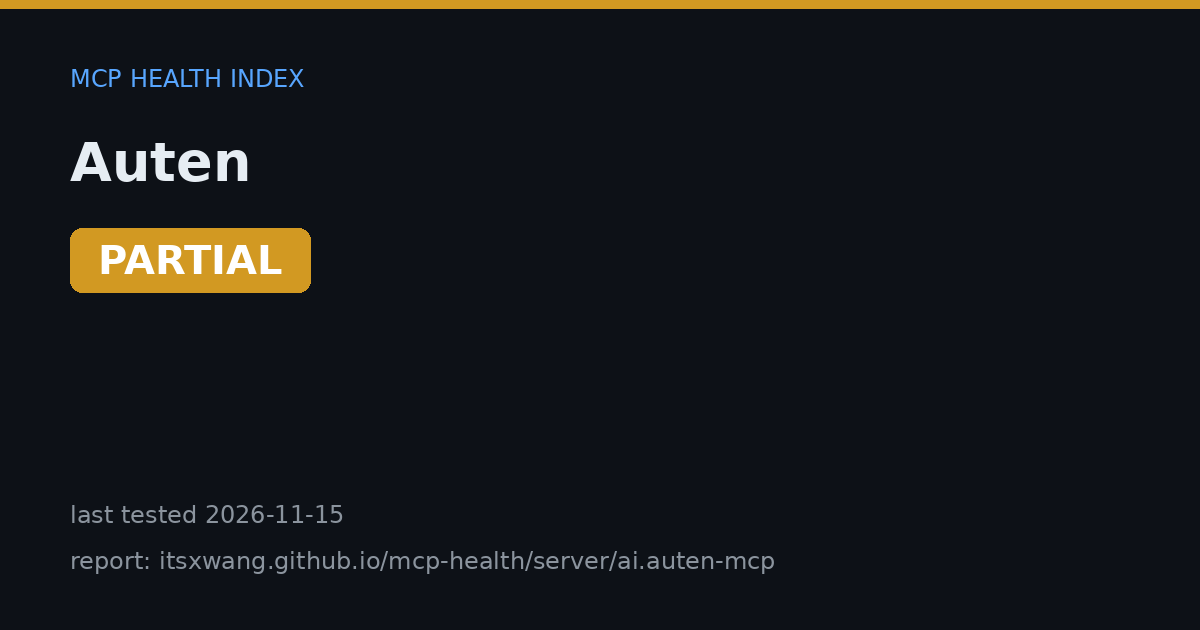 MCP HEALTH INDEX
Auten
PARTIAL
last tested 2026-11-15
report: itsxwang.github.io/mcp-health/server/ai.auten-mcp